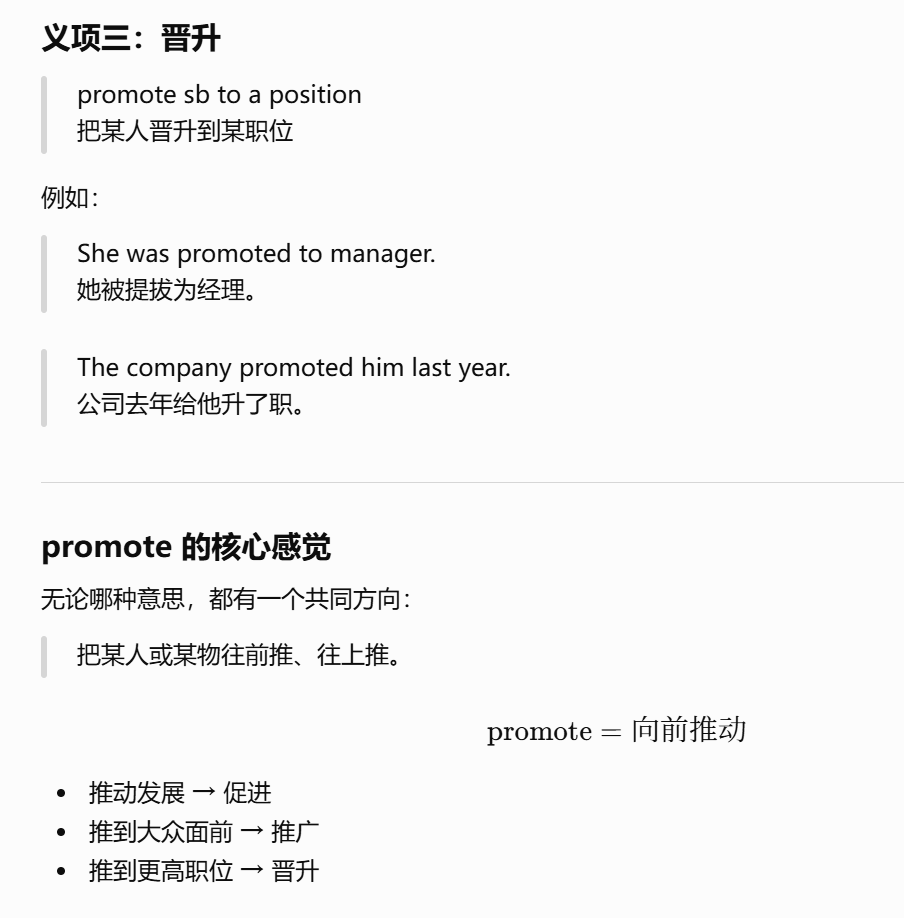 义项三：晋升
promote sb to a position
把某人晋升到某职位
例如：
She was promoted to manager.
她被提拔为经理。
The company promoted him last year.
公司去年给他升了职。
promote 的核心感觉
无论哪种意思，都有一个共同方向：
把某人或某物往前推、往上推。
promote = 向前推动
• 推动发展 → 促进
• 推到大众面前 → 推广
• 推到更高职位 → 晋升